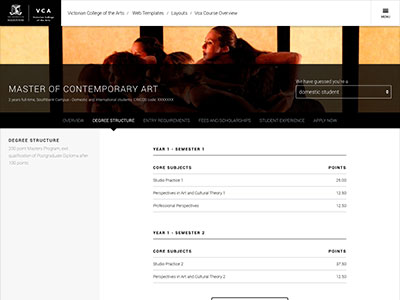 VCA
Victorian College of the Arts
Victorian College of the Arts / Web Templates / Layouts / Vox Course Overview
MENU
MASTER OF CONTEMPORARY ART
2 years full-time, Southbank Campus - Domestic and International students, CRICOS code: XXXXXXX
We have guessed you're a
domestic student
OVERVIEW DEGREE STRUCTURE ENTRY REQUIREMENTS FEES AND SCHOLARSHIPS STUDENT EXPERIENCE APPLY NOW
DEGREE STRUCTURE
200 point Masters Program, exit
qualification of Postgraduate Diploma after
100 points.
YEAR 1 - SEMESTER 1
CORE SUBJECTS POINTS
Studio Practice 1 25.00
Perspectives in Art and Cultural Theory 1 12.50
Professional Perspectives 12.50
YEAR 1 - SEMESTER 2
CORE SUBJECTS POINTS
Studio Practice 2 37.50
Perspectives in Art and Cultural Theory 2 12.50